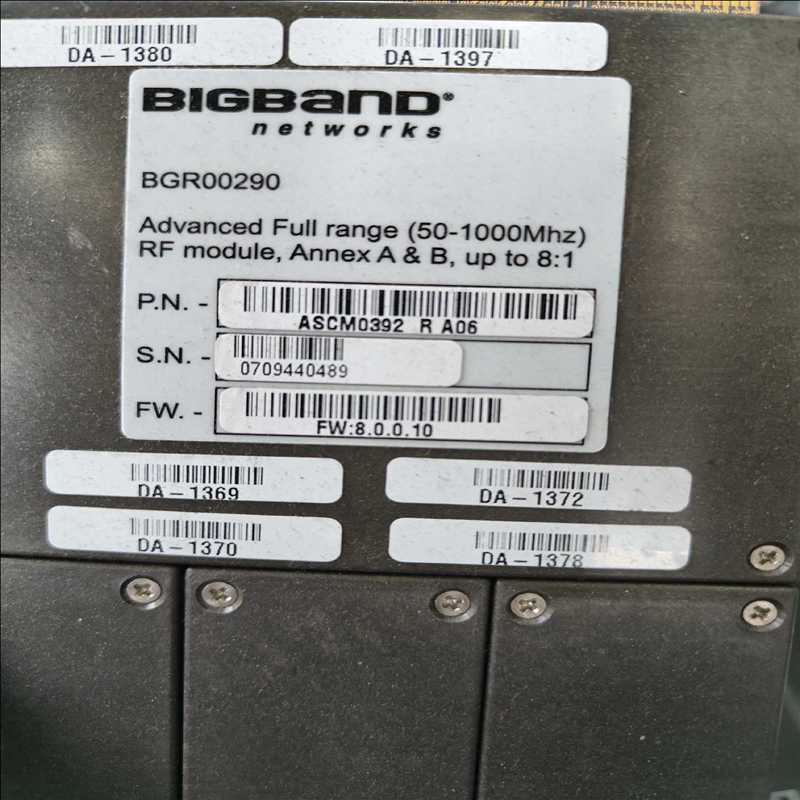 DA-1380
DA-1397
BIGBAND®
networks
BGR00290
Advanced Full range (50-1000Mhz)
RF module, Annex A & B, up to 8:1
P.N. -
ASCM0392 R A06
S.N. -
0709440489
FW. -
FW:8.0.0.10
DA-1369
DA-1372
DA-1370
DA-1378